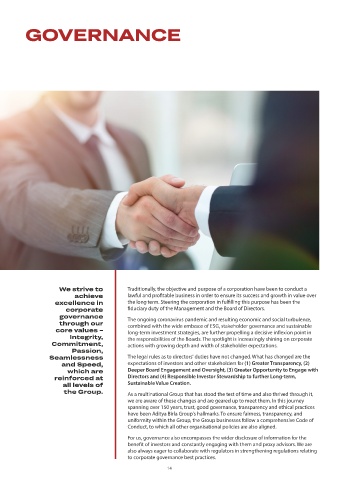 GOVERNANCE
We strive to
achieve
excellence in
corporate
governance
through our
core values –
Integrity,
Commitment,
Passion,
Seamlessness
and Speed,
which are
reinforced at
all levels of
the Group.
Traditionally, the objective and purpose of a corporation have been to conduct a
lawful and profitable business in order to ensure its success and growth in value over
the long term. Steering the corporation in fulfilling this purpose has been the
fiduciary duty of the Management and the Board of Directors.
The ongoing coronavirus pandemic and resulting economic and social turbulence,
combined with the wide embrace of ESG, stakeholder governance and sustainable
long-term investment strategies, are further propelling a decisive inflexion point in
the responsibilities of the Boards. The spotlight is increasingly shining on corporate
actions with growing depth and width of stakeholder expectations.
The legal rules as to directors' duties have not changed. What has changed are the
expectations of investors and other stakeholders for (1) Greater Transparency, (2)
Deeper Board Engagement and Oversight, (3) Greater Opportunity to Engage with
Directors and (4) Responsible Investor Stewardship to further Long-term,
Sustainable Value Creation.
As a multinational Group that has stood the test of time and also thrived through it,
we are aware of these changes and are geared up to meet them. In this journey
spanning over 150 years, trust, good governance, transparency and ethical practices
have been Aditya Birla Group's hallmarks. To ensure fairness, transparency, and
uniformity within the Group, the Group businesses follow a comprehensive Code of
Conduct, to which all other organisational policies are also aligned.
For us, governance also encompasses the wider disclosure of information for the
benefit of investors and constantly engaging with them and proxy advisors. We are
also always eager to collaborate with regulators in strengthening regulations relating
to corporate governance best practices.